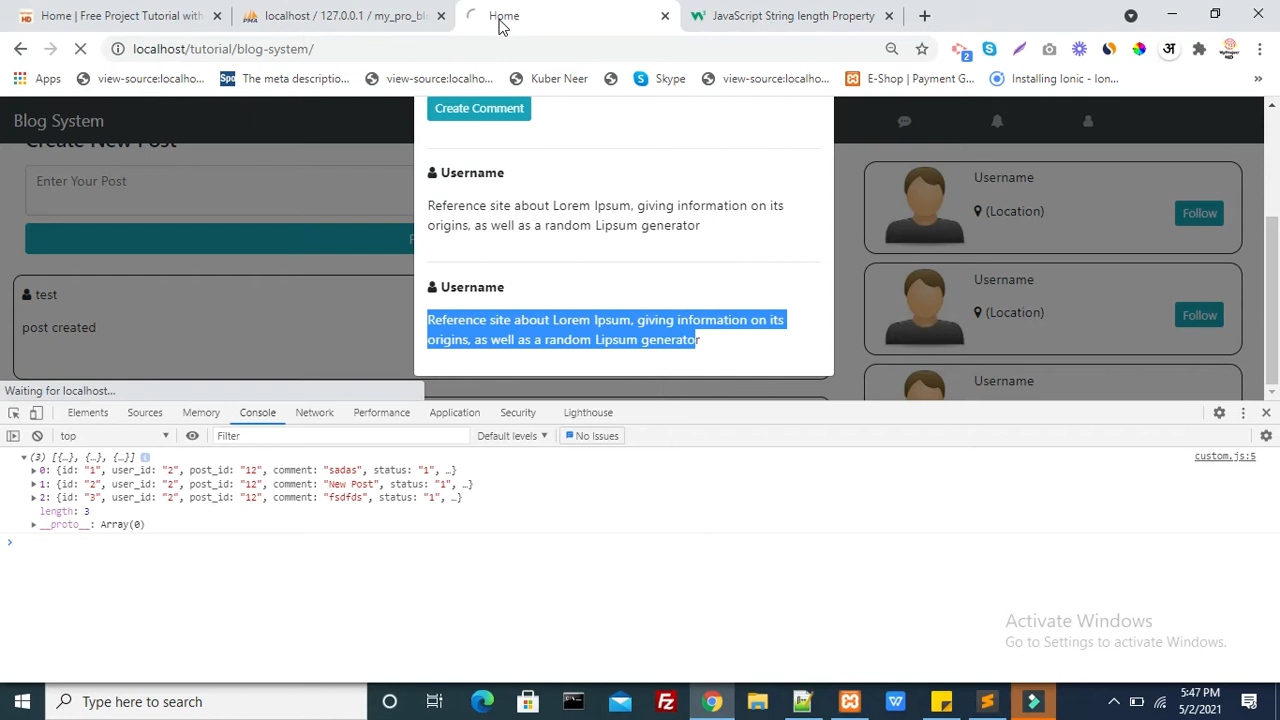 Home | Free Project Tutorial with
localhost / 127.0.0.1 / my_pro_blo
Home
JavaScript String length Property
localhost/tutorial/blog-system/
2
अ
Apps
view-source:localho...
Spo
The meta descriptio...
view-source:localho...
Kuber Neer
Skype
view-source:localho...
E-Shop | Payment G...
Installing Ionic - Ion...
»
Blog System
Create New Post
Enter Your Post
test
post created
Create Comment
Username
Reference site about Lorem Ipsum, giving information on its
origins, as well as a random Lipsum generator
Username
Reference site about Lorem Ipsum, giving information on its
origins, as well as a random Lipsum generator
Username
(Location)
Follow
Username
(Location)
Follow
Username
Waiting for localhost...
Elements
Sources
Memory
Console
Network
Performance
Application
Security
Lighthouse
top
Filter
Default levels
No Issues
(3) [{…}, {…}, {…}]
custom.js:5
0: {id: "1", user_id: "2", post_id: "12", comment: "sadas", status: "1", …}
1: {id: "2", user_id: "2", post_id: "12", comment: "New Post", status: "1", …}
2: {id: "3", user_id: "2", post_id: "12", comment: "fsdfds", status: "1", …}
length: 3
__proto__: Array(0)
Activate Windows
Go to Settings to activate Windows.
Type here to search
5:47 PM
5/2/2021